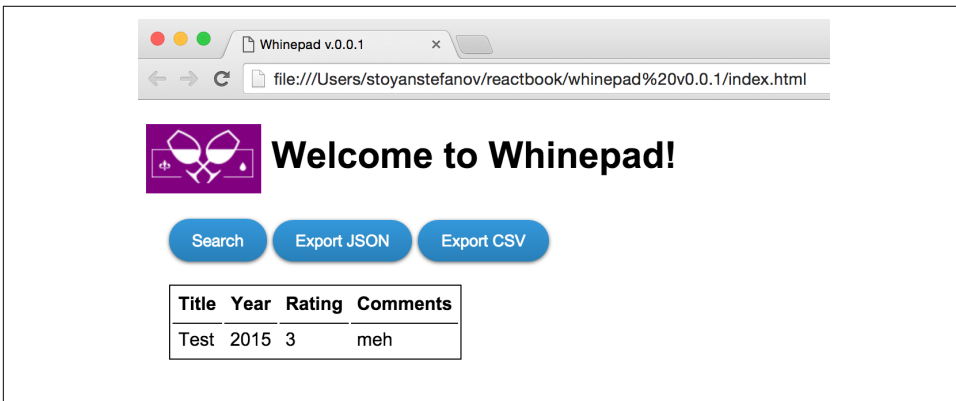 Whinepad v.0.0.1
file:///Users/stoyanstefanov/reactbook/whinepad%20v0.0.1/index.html
Welcome to Whinepad!
Search Export JSON Export CSV
Title Year Rating Comments
Test 2015 3 meh